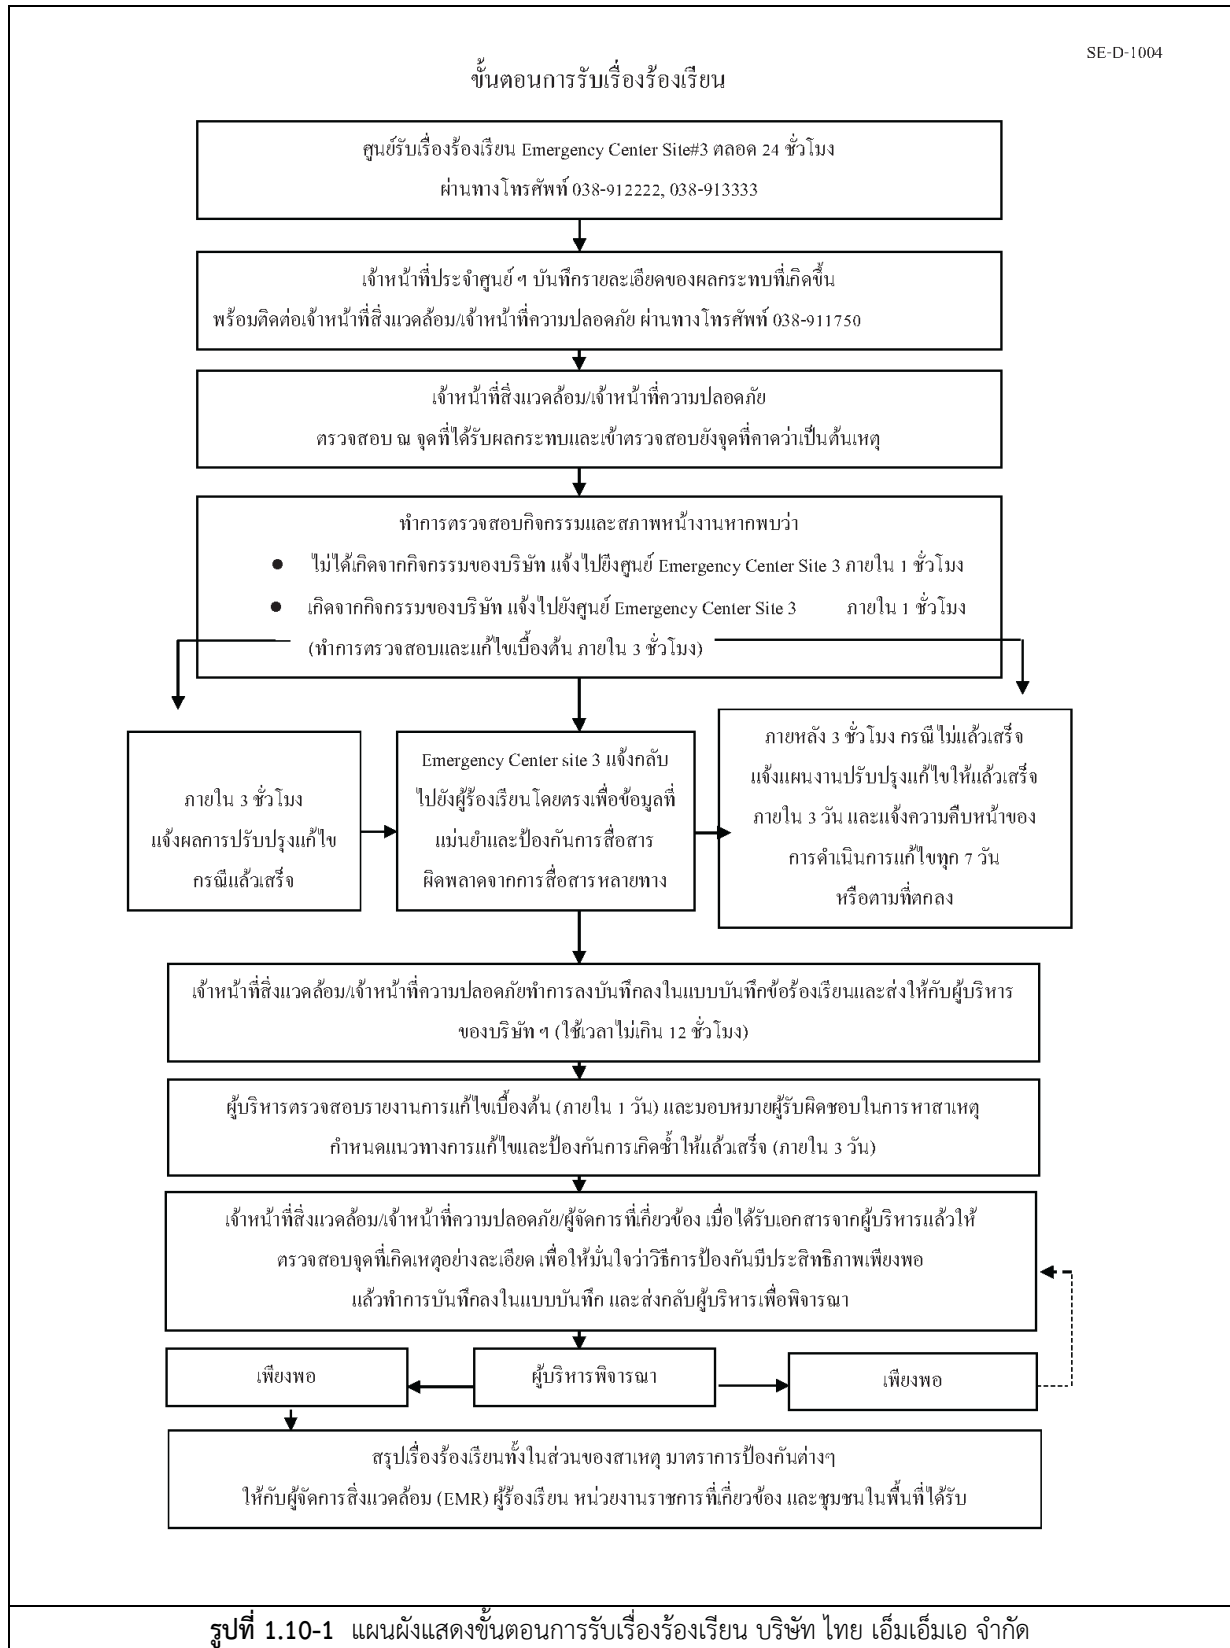 SE-D-1004
ขั้นตอนการรับเรื่องร้องเรียน
ศูนย์รับเรื่องร้องเรียน Emergency Center Site#3 ตลอด 24 ชั่วโมง
ผ่านทางโทรศัพท์ 038-912222, 038-913333
เจ้าหน้าที่ประจำศูนย์ ฯ บันทึกรายละเอียดของผลกระทบที่เกิดขึ้น
พร้อมติดต่อเจ้าหน้าที่สิ่งแวดล้อม/เจ้าหน้าที่ความปลอดภัย ผ่านทางโทรศัพท์ 038-911750
เจ้าหน้าที่สิ่งแวดล้อม/เจ้าหน้าที่ความปลอดภัย
ตรวจสอบ ณ จุดที่ได้รับผลกระทบและเข้าตรวจสอบยังจุดที่คาดว่าเป็นต้นเหตุ
ทำการตรวจสอบกิจกรรมและสภาพหน้างานหากพบว่า
● ไม่ได้เกิดจากกิจกรรมของบริษัท แจ้งไปยังศูนย์ Emergency Center Site 3 ภายใน 1 ชั่วโมง
● เกิดจากกิจกรรมของบริษัท แจ้งไปยังศูนย์ Emergency Center Site 3 ภายใน 1 ชั่วโมง
(ทำการตรวจสอบและแก้ไขเบื้องต้น ภายใน 3 ชั่วโมง)
ภายใน 3 ชั่วโมง
แจ้งผลการปรับปรุงแก้ไข
กรณีแล้วเสร็จ
Emergency Center site 3 แจ้งกลับ
ไปยังผู้ร้องเรียนโดยตรงเพื่อข้อมูลที่
แม่นยำและป้องกันการสื่อสาร
ผิดพลาดจากการสื่อสารหลายทาง
ภายหลัง 3 ชั่วโมง กรณีไม่แล้วเสร็จ
แจ้งแผนงานปรับปรุงแก้ไขให้แล้วเสร็จ
ภายใน 3 วัน และแจ้งความคืบหน้าของ
การดำเนินการแก้ไขทุก 7 วัน
หรือตามที่ตกลง
เจ้าหน้าที่สิ่งแวดล้อม/เจ้าหน้าที่ความปลอดภัยทำการลงบันทึกลงในแบบบันทึกข้อร้องเรียนและส่งให้กับผู้บริหาร
ของบริษัท ฯ (ใช้เวลาไม่เกิน 12 ชั่วโมง)
ผู้บริหารตรวจสอบรายงานการแก้ไขเบื้องต้น (ภายใน 1 วัน) และมอบหมายผู้รับผิดชอบในการหาสาเหตุ
กำหนดแนวทางการแก้ไขและป้องกันการเกิดซ้ำให้แล้วเสร็จ (ภายใน 3 วัน)
เจ้าหน้าที่สิ่งแวดล้อม/เจ้าหน้าที่ความปลอดภัย/ผู้จัดการที่เกี่ยวข้อง เมื่อได้รับเอกสารจากผู้บริหารแล้วให้
ตรวจสอบจุดที่เกิดเหตุอย่างละเอียด เพื่อให้มั่นใจว่าวิธีการป้องกันมีประสิทธิภาพเพียงพอ
แล้วทำการบันทึกลงในแบบบันทึก และส่งกลับผู้บริหารเพื่อพิจารณา
เพียงพอ
ผู้บริหารพิจารณา
เพียงพอ
สรุปเรื่องร้องเรียนทั้งในส่วนของสาเหตุ มาตราการป้องกันต่างๆ
ให้กับผู้จัดการสิ่งแวดล้อม (EMR) ผู้ร้องเรียน หน่วยงานราชการที่เกี่ยวข้อง และชุมชนในพื้นที่ได้รับ
รูปที่ 1.10-1 แผนผังแสดงขั้นตอนการรับเรื่องร้องเรียน บริษัท ไทย เอ็มเอ็มเอ จำกัด